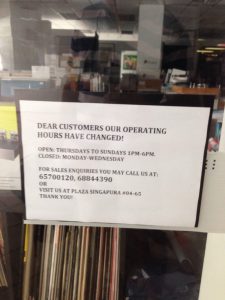 DEAR CUSTOMERS OUR OPERATING
HOURS HAVE CHANGED!
OPEN: THURSDAYS TO SUNDAYS 2PM-6PM.
CLOSED: MONDAY-WEDNESDAY
FOR SALES ENQUIRIES YOU MAY CALL US AT:
65700120, 68844390
OR
VISIT US AT PLAZA SINGAPURA #04-65
THANK YOU!